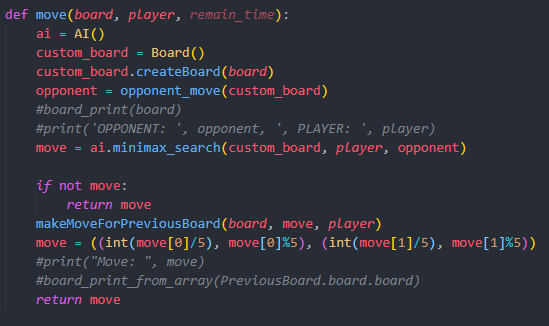 def move(board, player, remain_time):
    ai = AI()
    custom_board = Board()
    custom_board.createBoard(board)
    opponent = opponent_move(custom_board)
    #board_print(board)
    #print('OPPONENT: ', opponent, ', PLAYER: ', player)
    move = ai.minimax_search(custom_board, player, opponent)

    if not move:
        return move
    makeMoveForPreviousBoard(board, move, player)
    move = ((int(move[0]/5), move[0]%5), (int(move[1]/5), move[1]%5))
    #print("Move: ", move)
    #board_print_from_array(PreviousBoard.board.board)
    return move